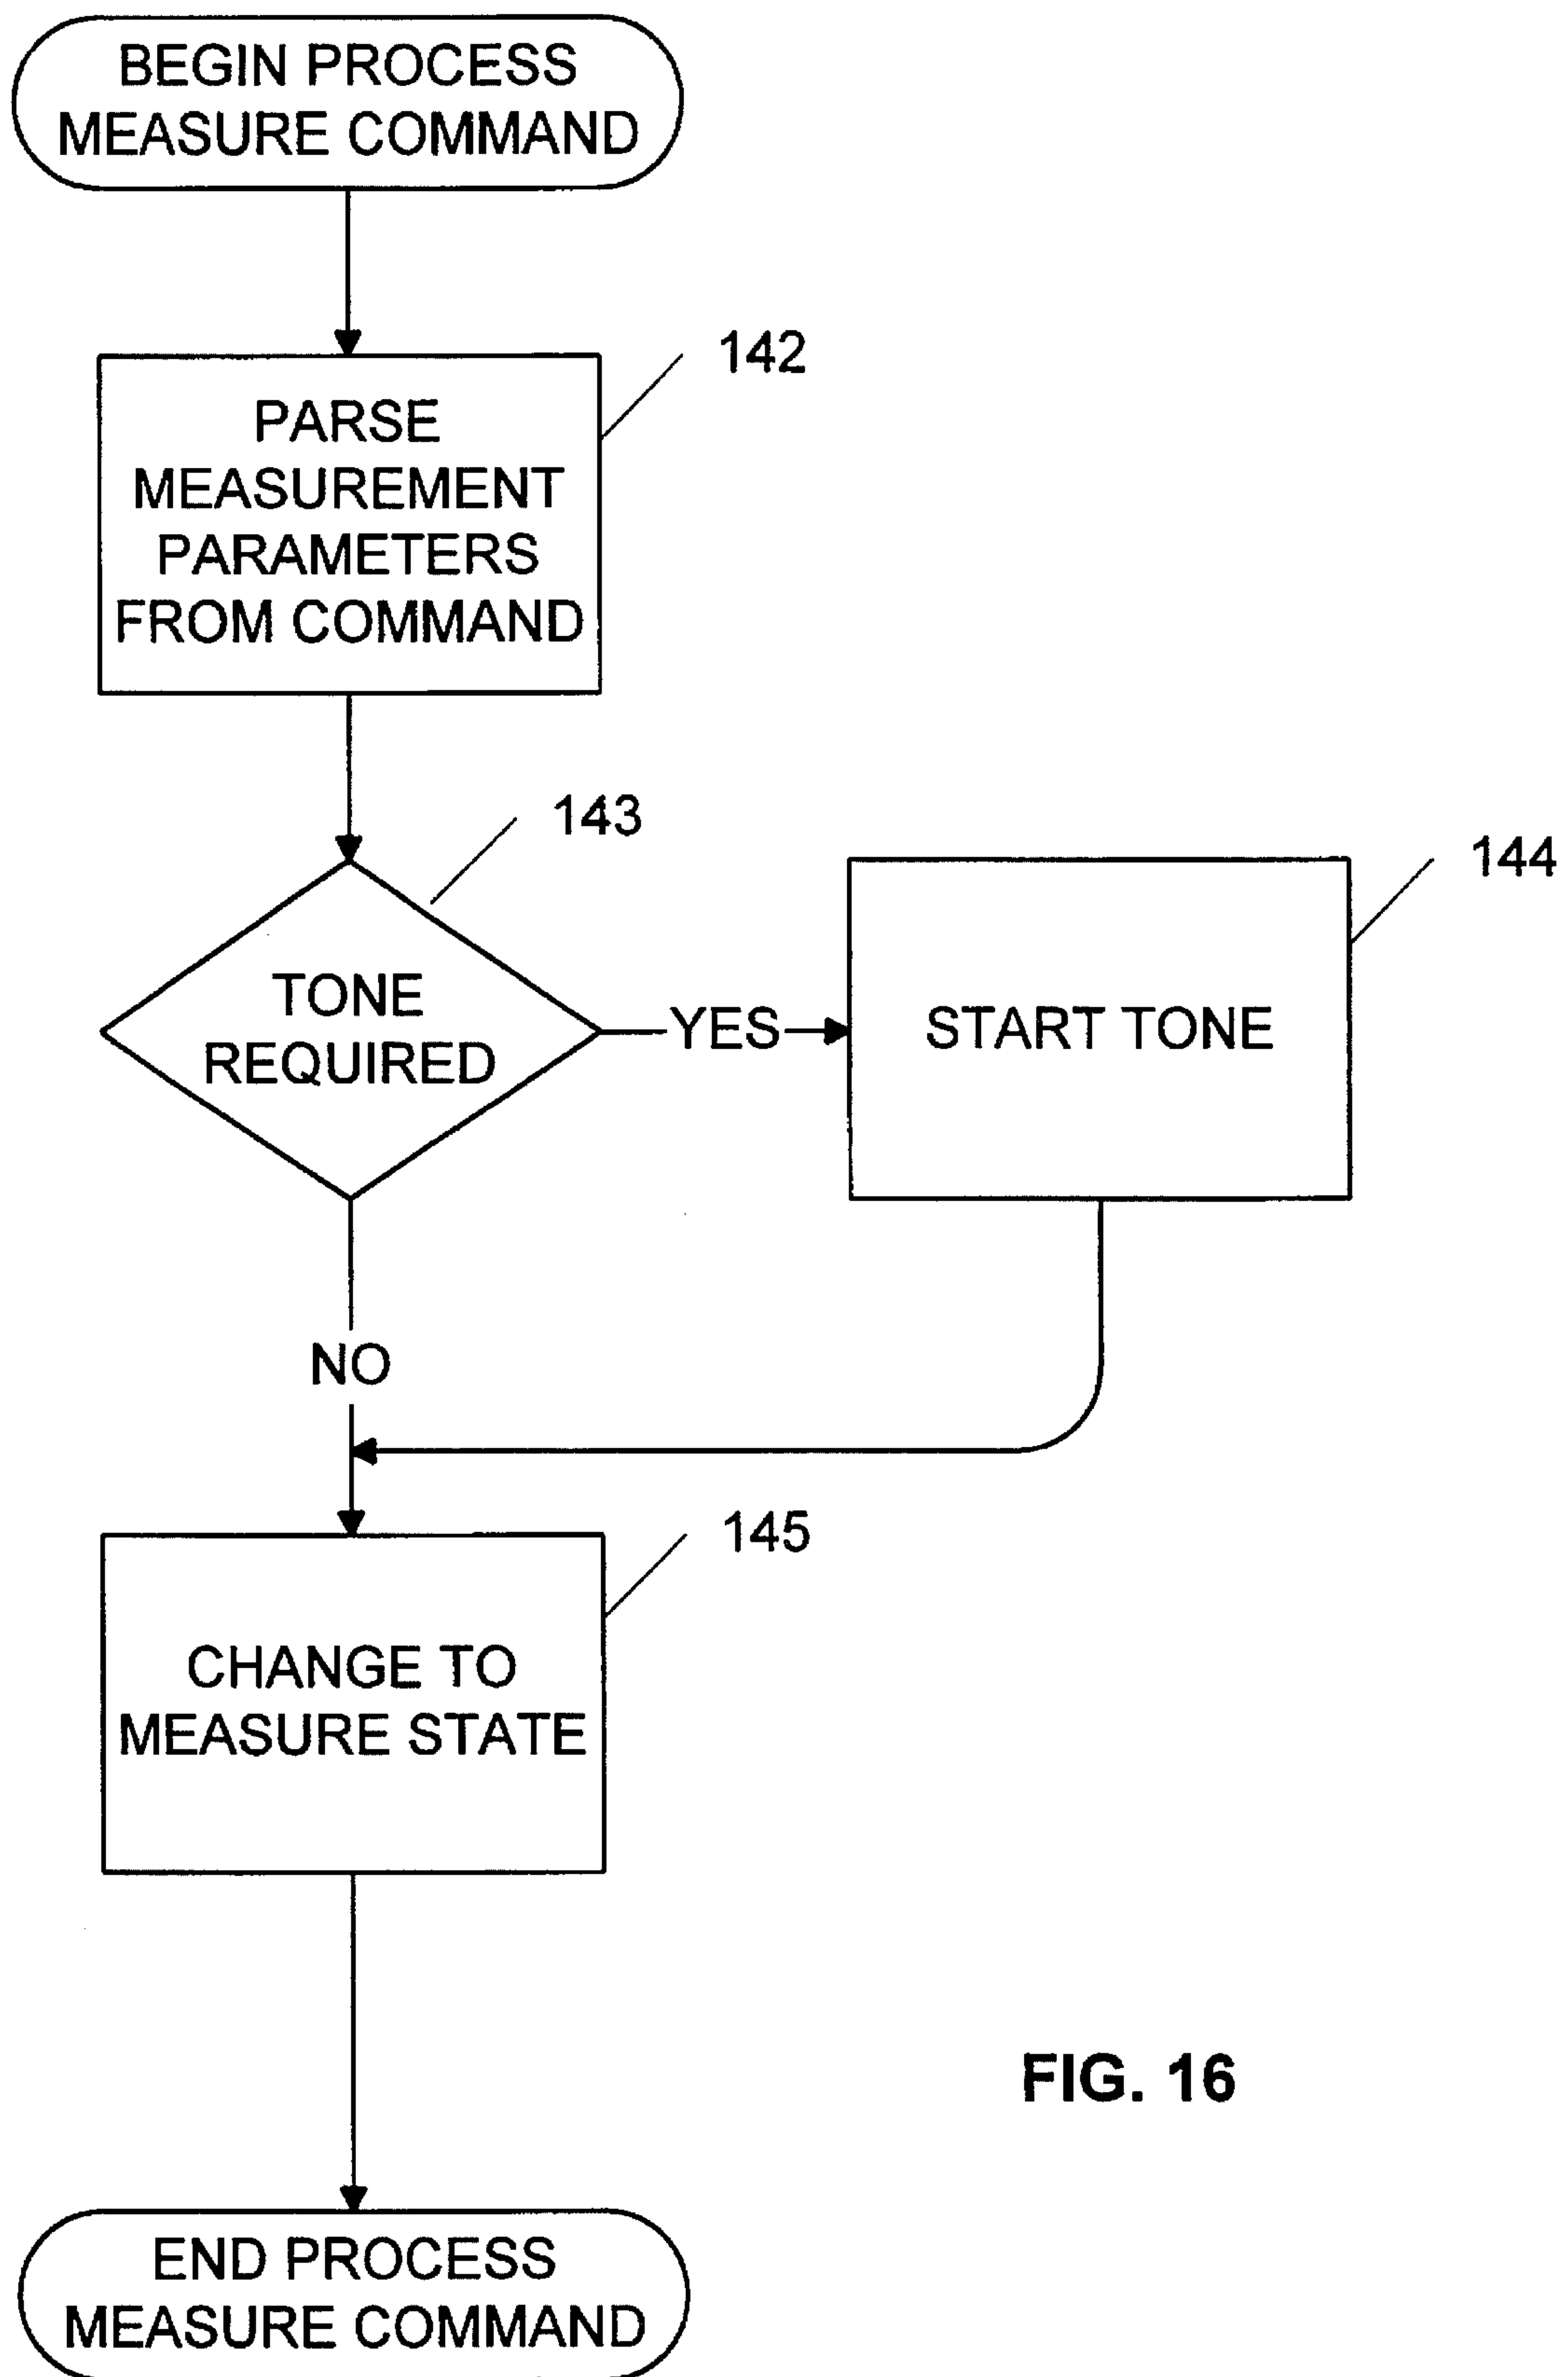 BEGIN PROCESS
MEASURE COMMAND
142
PARSE
MEASUREMENT
PARAMETERS
FROM COMMAND
143
144
TONE
REQUIRED
YES
START TONE
NO
145
CHANGE TO
MEASURE STATE
FIG. 16
END PROCESS
MEASURE COMMAND